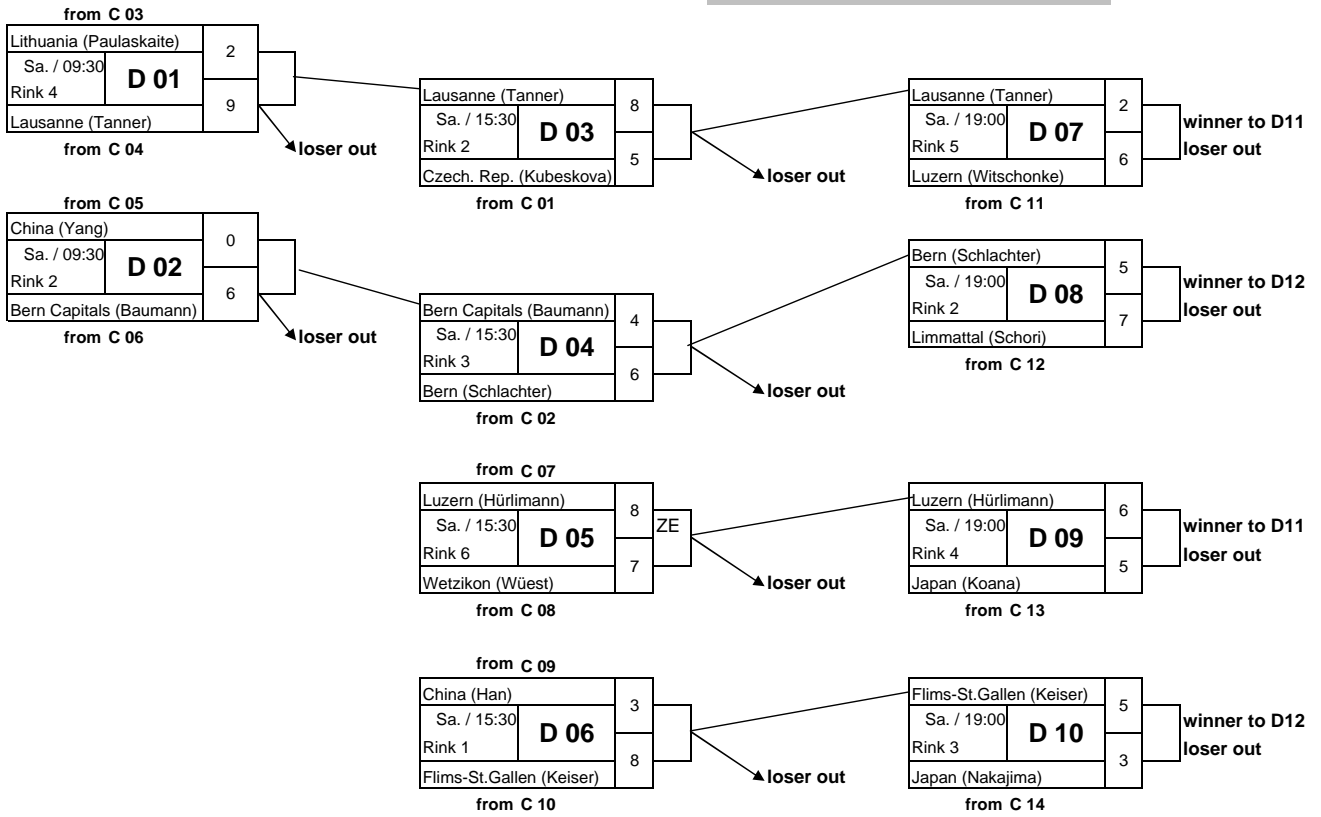 from C 03
Lithuania (Paulaskaite)
2
Sa. / 09:30
D 01
Rink 4
9
Lausanne (Tanner)
from C 04
loser out
from C 05
China (Yang)
0
Sa. / 09:30
D 02
Rink 2
6
Bern Capitals (Baumann)
from C 06
loser out
Lausanne (Tanner)
8
Sa. / 15:30
D 03
Rink 2
5
Czech. Rep. (Kubeskova)
from C 01
loser out
Bern Capitals (Baumann)
4
Sa. / 15:30
D 04
Rink 3
6
Bern (Schlachter)
from C 02
loser out
from C 07
Luzern (Hürlimann)
8
ZE
Sa. / 15:30
D 05
Rink 6
7
Wetzikon (Wüest)
from C 08
loser out
from C 09
China (Han)
3
Sa. / 15:30
D 06
Rink 1
8
Flims-St.Gallen (Keiser)
from C 10
loser out
Lausanne (Tanner)
2
Sa. / 19:00
D 07
Rink 5
6
Luzern (Witschonke)
from C 11
winner to D11
loser out
Bern (Schlachter)
5
Sa. / 19:00
D 08
Rink 2
7
Limmattal (Schori)
from C 12
winner to D12
loser out
Luzern (Hürlimann)
6
Sa. / 19:00
D 09
Rink 4
5
Japan (Koana)
from C 13
winner to D11
loser out
Flims-St.Gallen (Keiser)
5
Sa. / 19:00
D 10
Rink 3
3
Japan (Nakajima)
from C 14
winner to D12
loser out